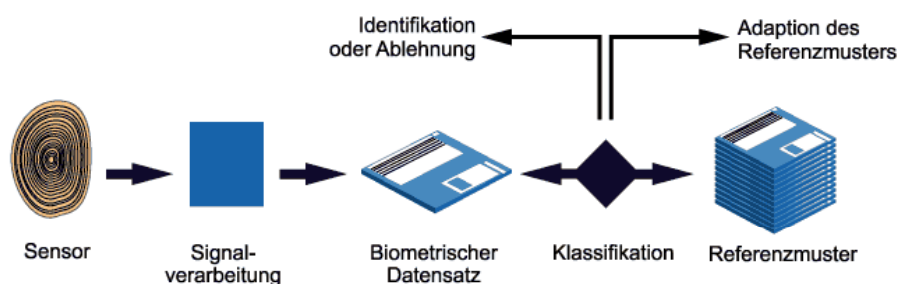 Identifikation
oder Ablehnung
Adaption des
Referenzmusters
Sensor
Signal-
verarbeitung
Biometrischer
Datensatz
Klassifikation
Referenzmuster